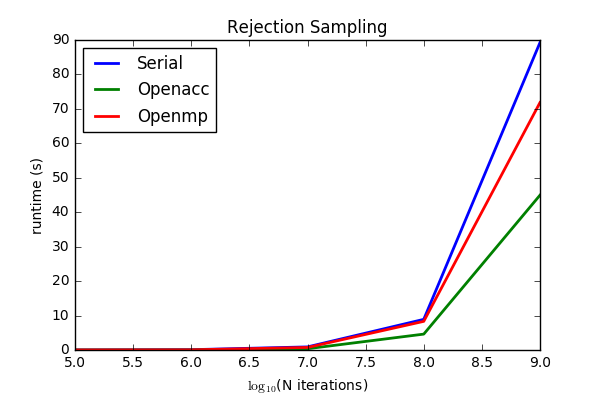 Rejection Sampling
90
80
70
60
50
40
30
20
10
0
runtime (s)
Serial
Openacc
Openmp
5.0 5.5 6.0 6.5 7.0 7.5 8.0 8.5 9.0
log₁₀(N iterations)